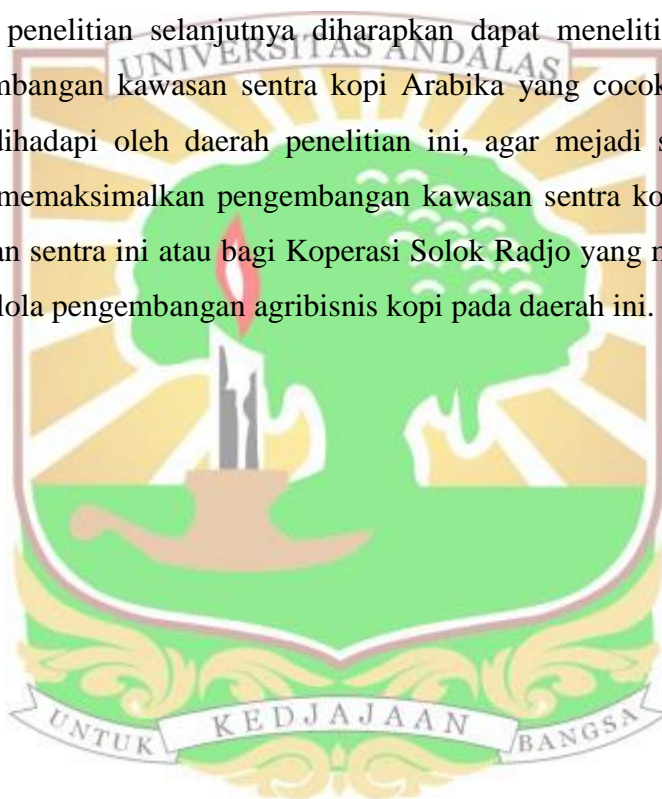 penelitian selanjutnya diharapkan dapat meneliti
UNIVERSITAS ANDALAS
mbangan kawasan sentra kopi Arabika yang cocok
dihadapi oleh daerah penelitian ini, agar mejadi s
memaksimalkan pengembangan kawasan sentra ko
an sentra ini atau bagi Koperasi Solok Radjo yang
lola pengembangan agribisnis kopi pada daerah ini.
UNTUK KEDJAJAAN BANGSA